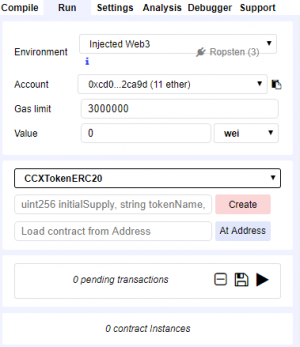 Compile Run Settings Analysis Debugger Support
Environment Injected Web3 Ropsten (3)
i
Account 0xcd0...2ca9d (11 ether)
Gas limit 3000000
Value 0 wei
CCXTokenERC20
uint256 initialSupply, string tokenName, Create
Load contract from Address At Address
0 pending transactions
0 contract Instances